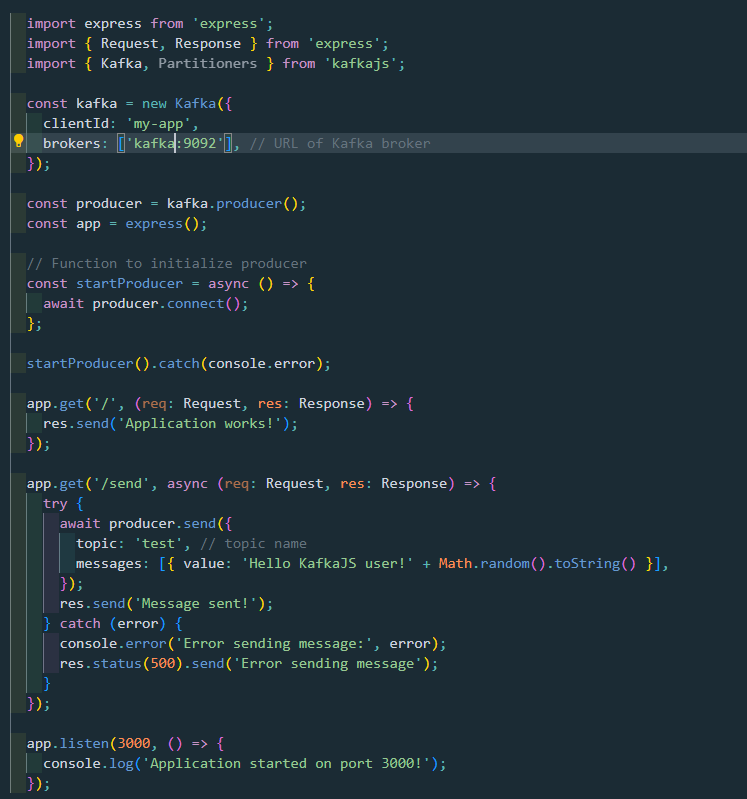 import express from 'express';
import { Request, Response } from 'express';
import { Kafka, Partitioners } from 'kafkajs';
const kafka = new Kafka({
clientId: 'my-app',
brokers: ['kafka:9092'], // URL of Kafka broker
});
const producer = kafka.producer();
const app = express();
// Function to initialize producer
const startProducer = async () => {
await producer.connect();
};
startProducer().catch(console.error);
app.get('/', (req: Request, res: Response) => {
res.send('Application works!');
});
app.get('/send', async (req: Request, res: Response) => {
try {
await producer.send({
topic: 'test', // topic name
messages: [{ value: 'Hello KafkaJS user!' + Math.random().toString() }],
});
res.send('Message sent!');
} catch (error) {
console.error('Error sending message:', error);
res.status(500).send('Error sending message');
}
});
app.listen(3000, () => {
console.log('Application started on port 3000!');
});